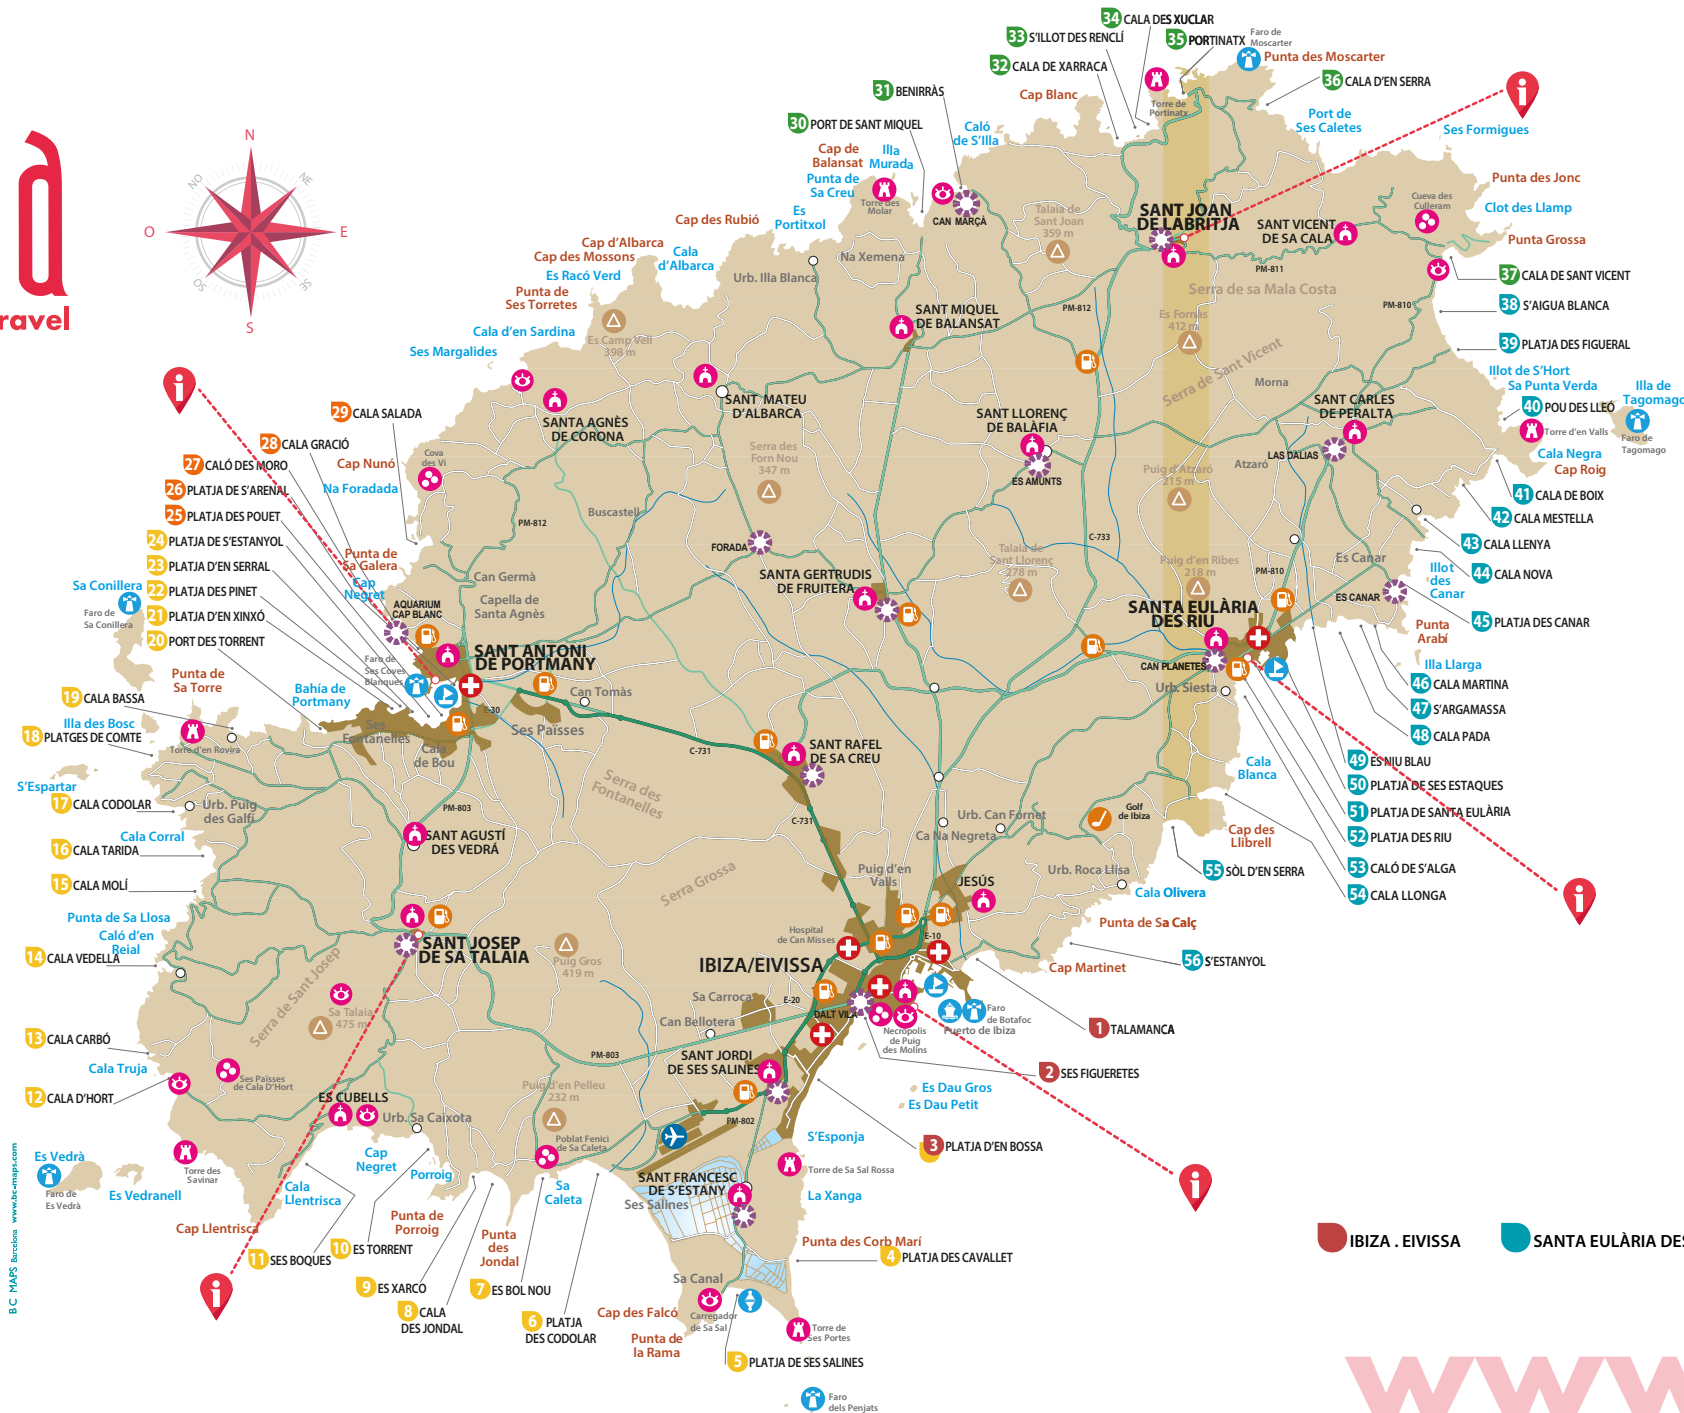 a
ravel
N
NE
E
SE
S
SO
O
NO
34 CALA DES XUCLAR
33 S'ILLOT DES RENCLÍ
35 PORTINATX
Faro de
Moscarter
Punta des Moscarter
32 CALA DE XARRACA
36 CALA D'EN SERRA
31 BENIRRÀS
Cap Blanc
Torre de
Portinatx
30 PORT DE SANT MIQUEL
Caló
de S'Illa
Port de
Ses Caletes
Ses Formigues
Cap de
Balansat
Illa
Murada
Punta de
Sa Creu
Torre des
Molar
CAN MARÇÀ
Es
Portitxol
Cap des Rubió
Cap d'Albarca
Cap des Mossons
Cala
d'Albarca
Es Racó Verd
Punta de
Ses Torretes
Urb. Illa Blanca
Na Xemena
Talaia de
Sant Joan
359 m
SANT JOAN
DE LABRITJA
SANT VICENT
DE SA CALA
Cueva des
Culleram
Punta des Jonc
Clot des Llamp
Punta Grossa
PM-811
37 CALA DE SANT VICENT
Serra de sa Mala Costa
PM-810
38 S'AIGUA BLANCA
39 PLATJA DES FIGUERAL
PM-812
Es Fornàs
412 m
SANT MIQUEL
DE BALANSAT
Cala d'en Sardina
Es Camp Vell
398 m
Ses Margalides
Serra de Sant Vicent
Morna
Illot de S'Hort
Sa Punta Verda
Illa de
Tagomago
SANT CARLES
DE PERALTA
40 POU DES LLEÓ
Torre d'en Valls
Faro de
Tagomago
Cala Negra
Cap Roig
29 CALA SALADA
SANTA AGNÈS
DE CORONA
SANT MATEU
D'ALBARCA
SANT LLORENÇ
DE BALÀFIA
ES AMUNTS
Serra des
Forn Nou
347 m
28 CALA GRACIÓ
27 CALÓ DES MORO
26 PLATJA DE S'ARENAL
25 PLATJA DES POUET
24 PLATJA DE S'ESTANYOL
23 PLATJA D'EN SERRAL
22 PLATJA DES PINET
21 PLATJA D'EN XINXÓ
20 PORT DES TORRENT
Cap Nunó
Cova
des Vi
Na Foradada
PM-812
Buscastell
FORADA
Puig d'Atzaró
215 m
Atzaró
LAS DALIAS
41 CALA DE BOIX
42 CALA MESTELLA
43 CALA LLENYA
44 CALA NOVA
C-733
Talaia de
Sant Llorenç
278 m
Puig d'en Ribes
218 m
PM-810
Es Canar
ES CANAR
Illot
des
Canar
45 PLATJA DES CANAR
Punta
Arabí
Punta de
Sa Galera
Cap
Negret
Can Germà
Capella de
Santa Agnès
AQUARIUM
CAP BLANC
Sa Conillera
Faro de
Sa Conillera
SANTA GERTRUDIS
DE FRUITERA
SANTA EULÀRIA
DES RIU
CAN PLANETES
Urb. Siesta
Illa Llarga
46 CALA MARTINA
47 S'ARGAMASSA
48 CALA PADA
49 ES NIU BLAU
50 PLATJA DE SES ESTAQUES
51 PLATJA DE SANTA EULÀRIA
52 PLATJA DES RIU
53 CALÓ DE S'ALGA
54 CALA LLONGA
SANT ANTONI
DE PORTMANY
Faro de
Ses Coves
Blanques
Punta de
Sa Torre
Bahía de
Portmany
Can Tomàs
E-30
Ses Païsses
Ses
Fontanelles
Cala
de Bou
19 CALA BASSA
Illa des Bosc
18 PLATGES DE COMTE
Torre d'en Rovira
S'Espartar
C-731
SANT RAFEL
DE SA CREU
Serra des
Fontanelles
17 CALA CODOLAR
Urb. Puig
des Galfí
PM-803
Cala Corral
SANT AGUSTÍ
DES VEDRÁ
16 CALA TARIDA
15 CALA MOLÍ
C-731
Cala
Blanca
Urb. Can Fornet
Ca Na Negreta
Golf
de Ibiza
Cap des
Llibrell
55 SÒL D'EN SERRA
Serra Grossa
Puig d'en
Valls
JESÚS
Urb. Roca Llisa
Cala Olivera
Punta de Sa Calç
Punta de Sa Llosa
Caló d'en
Reial
14 CALA VEDELLA
SANT JOSEP
DE SA TALAIA
Puig Gros
419 m
Hospital
de Can Misses
E-10
56 S'ESTANYOL
Cap Martinet
IBIZA/EIVISSA
Serra de Sant Josep
Sa Talaia
475 m
Sa Carroca
E-20
DALT VILA
Faro
de Botafoc
Puerto de Ibiza
Necròpolis
de Puig
des Molins
1 TALAMANCA
13 CALA CARBÓ
Can Bellotera
Cala Truja
Ses Païsses
de Cala D'Hort
PM-803
SANT JORDI
DE SES SALINES
2 SES FIGUERETES
12 CALA D'HORT
ES CUBELLS
Urb. Sa Caixota
Puig d'en Pelleu
232 m
PM-802
Es Dau Gros
Es Dau Petit
S'Esponja
3 PLATJA D'EN BOSSA
Es Vedrà
Faro de
Es Vedrà
Es Vedranell
Torre des
Savinar
Cap
Negret
Porroig
Poblat Fenici
de Sa Caleta
Sa
Caleta
Cala
Llentrisca
SANT FRANCESC
DE S'ESTANY
Ses Salines
Torre de Sa Sal Rossa
La Xanga
Cap Llentrisca
Punta de
Porroig
Punta
des
Jondal
Punta des Corb Marí
4 PLATJA DES CAVALLET
11 SES BOQUES
10 ES TORRENT
9 ES XARCO
8 CALA
DES JONDAL
7 ES BOL NOU
6 PLATJA
DES CODOLAR
Sa Canal
Cap des Falcó
Carregador
de Sa Sal
Punta de
la Rama
Torre de
Ses Portes
5 PLATJA DE SES SALINES
Faro
dels Penjats
IBIZA . EIVISSA
SANTA EULÀRIA DES
BC MAPS Barcelona www.bc-maps.com
www